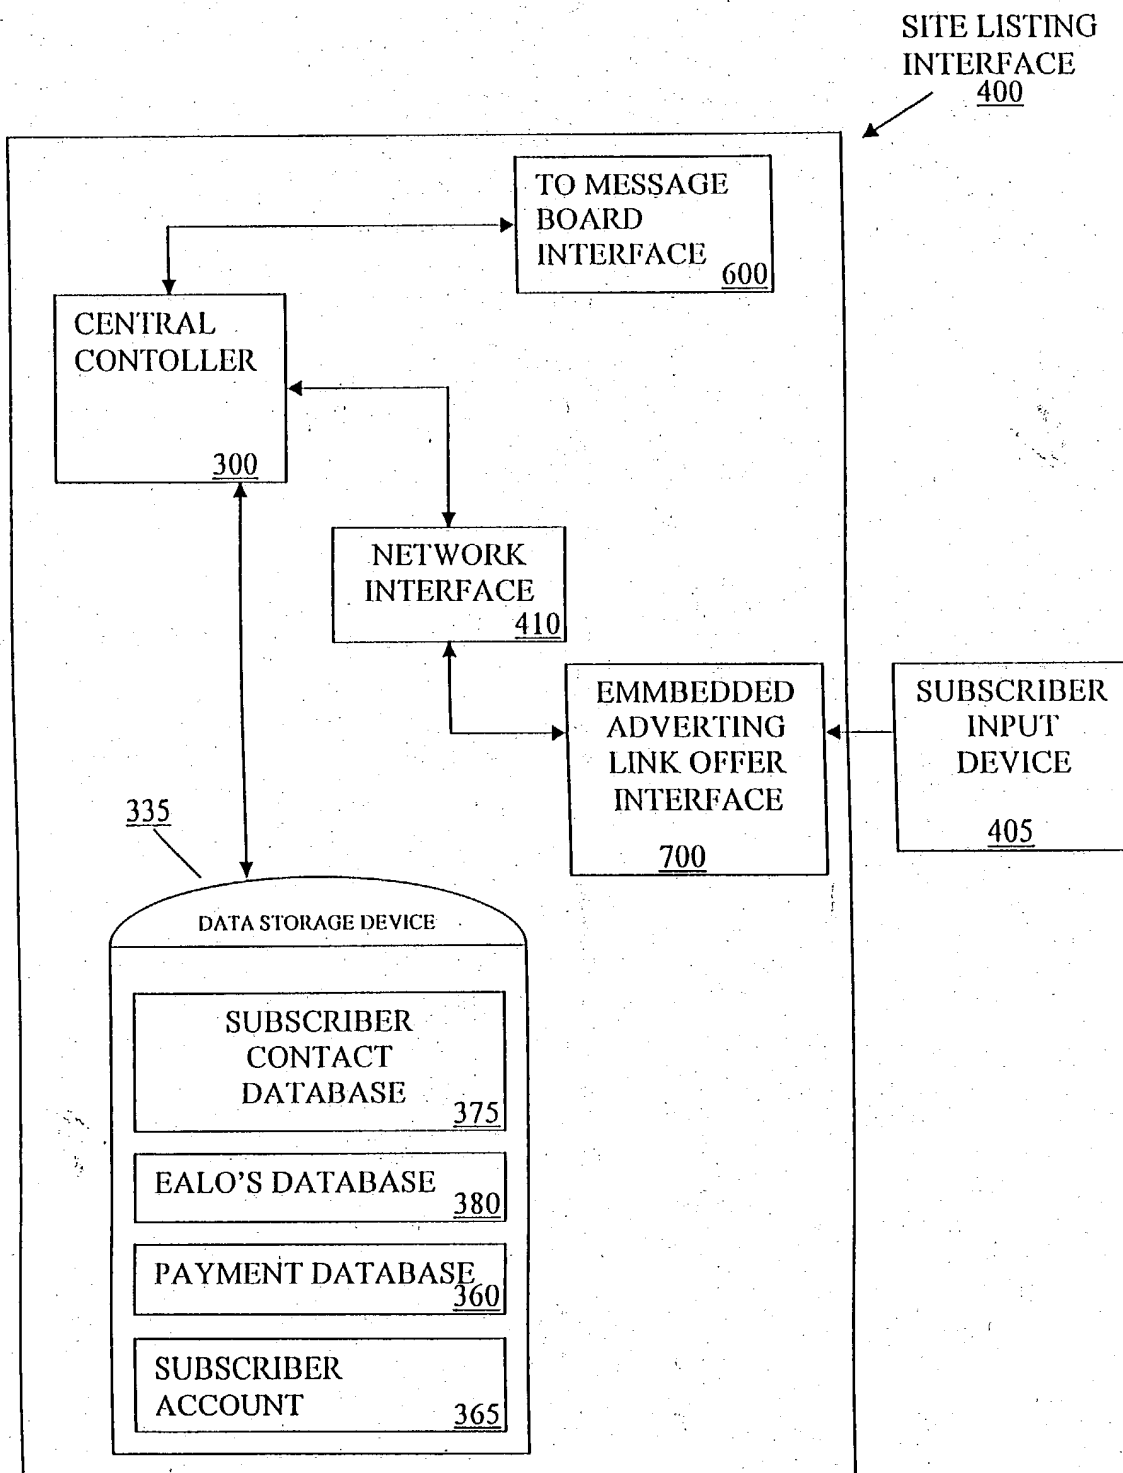 SITE LISTING
INTERFACE
400
TO MESSAGE
BOARD
INTERFACE
600
CENTRAL
CONTOLLER
300
NETWORK
INTERFACE
410
EMMBEDDED
ADVERTING
LINK OFFER
INTERFACE
700
SUBSCRIBER
INPUT
DEVICE
405
335
DATA STORAGE DEVICE
SUBSCRIBER
CONTACT
DATABASE
375
EALO'S DATABASE
380
PAYMENT DATABASE
360
SUBSCRIBER
ACCOUNT
365